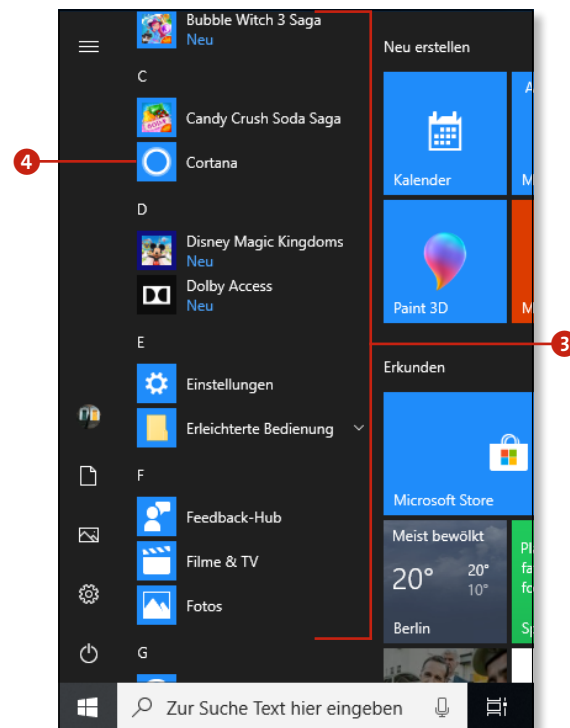 Bubble Witch 3 Saga
Neu
C
Candy Crush Soda Saga
4
Cortana
D
Disney Magic Kingdoms
Neu
Dolby Access
Neu
E
Einstellungen
Erleichterte Bedienung
F
Feedback-Hub
Filme & TV
Fotos
G
Neu erstellen
Kalender
M
Paint 3D
M
3
Erkunden
Microsoft Store
Meist bewölkt
20° 20°
10°
Berlin
Zur Suche Text hier eingeben